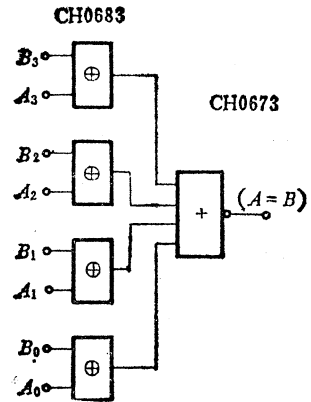 CH0683
B₃
A₃
⊕
CH0673
B₂
A₂
⊕
+
(A = B)
B₁
A₁
⊕
B₀
A₀
⊕